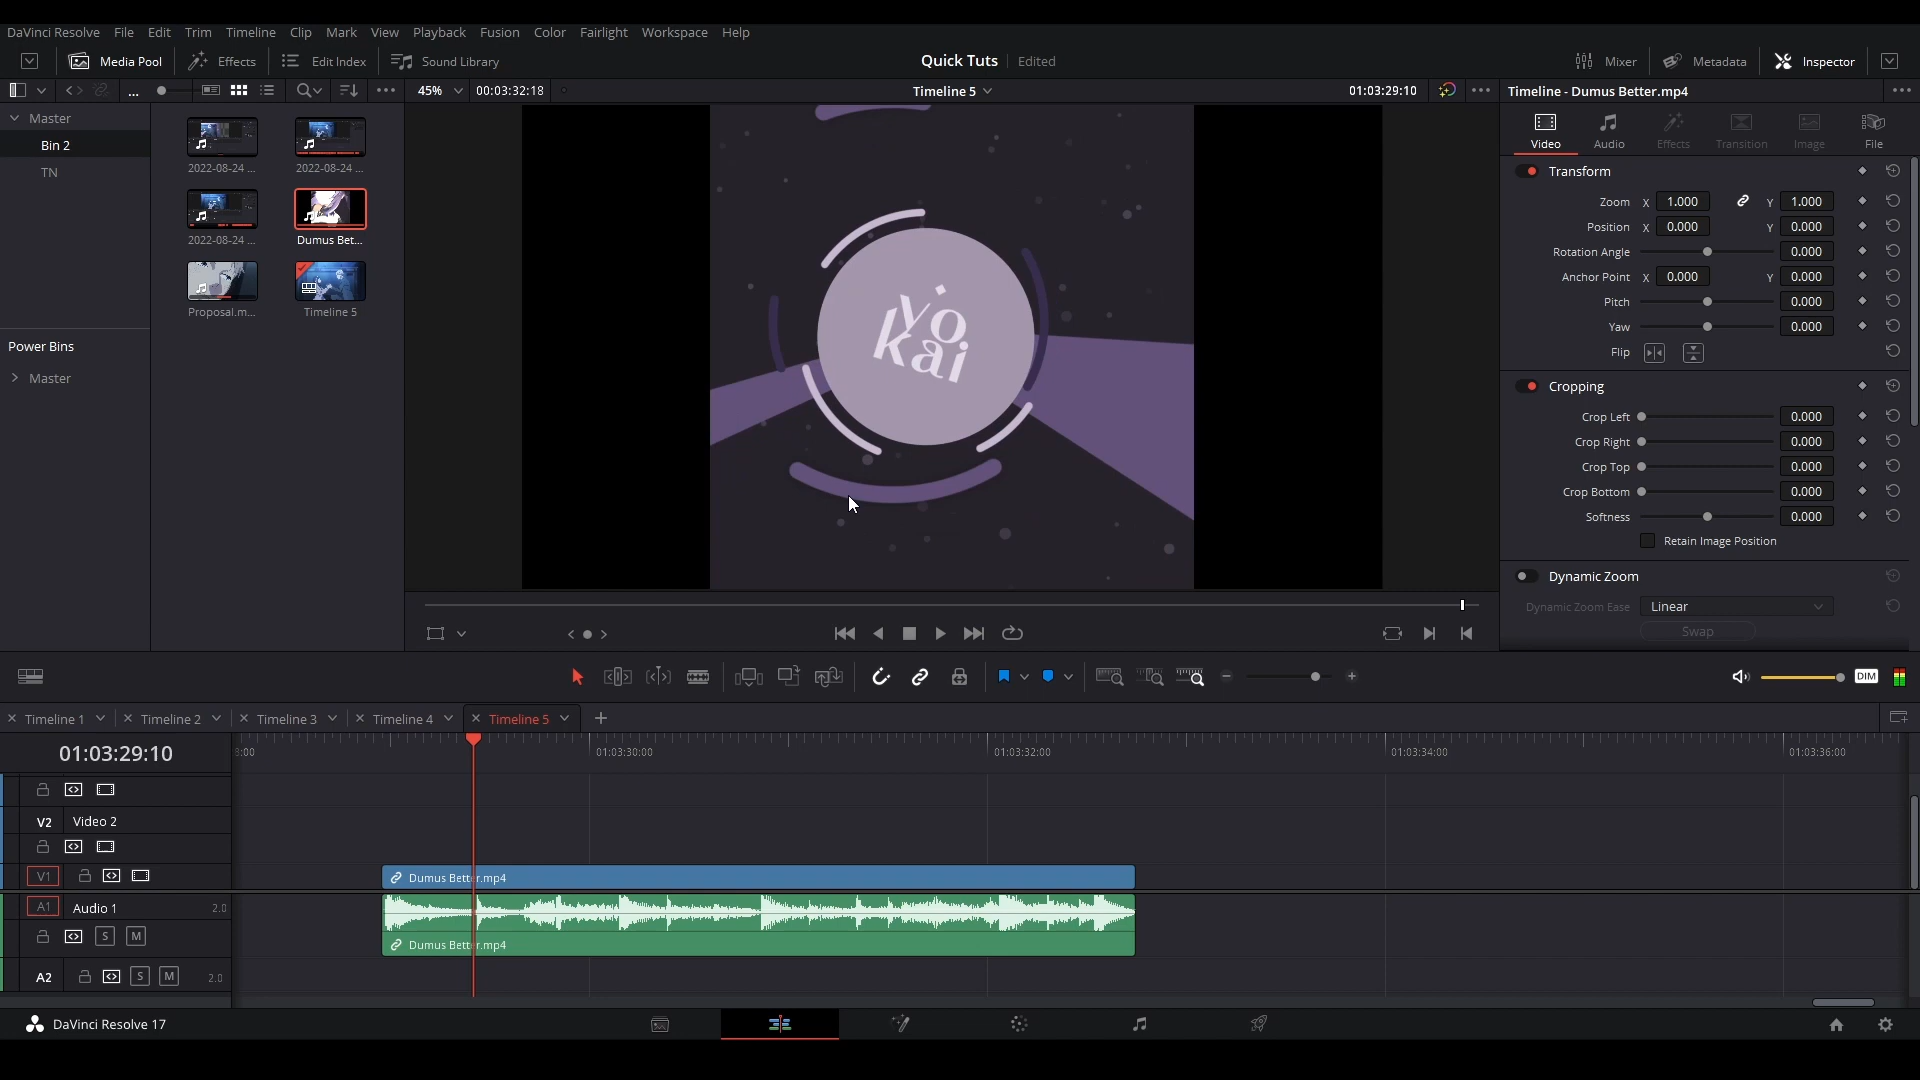 DaVinci Resolve File Edit Trim Timeline Clip Mark View Playback Fusion Color Fairlight Workspace Help
Media Pool Effects Edit Index Sound Library Quick Tuts Edited Mixer Metadata Inspector
... 45% 00:03:32:18 Timeline 5 01:03:29:10 Timeline - Dumus Better.mp4
Master
Bin 2
TN
Power Bins
Master
2022-08-24 ... 2022-08-24 ...
2022-08-24 ... Dumus Bet...
Proposal.m... Timeline 5
yo
kai
Video Audio Effects Transition Image File
Transform
Zoom X 1.000 Y 1.000
Position X 0.000 Y 0.000
Rotation Angle 0.000
Anchor Point X 0.000 Y 0.000
Pitch 0.000
Yaw 0.000
Flip
Cropping
Crop Left 0.000
Crop Right 0.000
Crop Top 0.000
Crop Bottom 0.000
Softness 0.000
Retain Image Position
Dynamic Zoom
Dynamic Zoom Ease Linear
Swap
DIM
Timeline 1 Timeline 2 Timeline 3 Timeline 4 Timeline 5
01:03:29:10 01:03:30:00 01:03:32:00 01:03:34:00 01:03:36:00
V2 Video 2
V1 Dumus Better.mp4
A1 Audio 1 2.0
S M Dumus Better.mp4
A2 S M 2.0
DaVinci Resolve 17